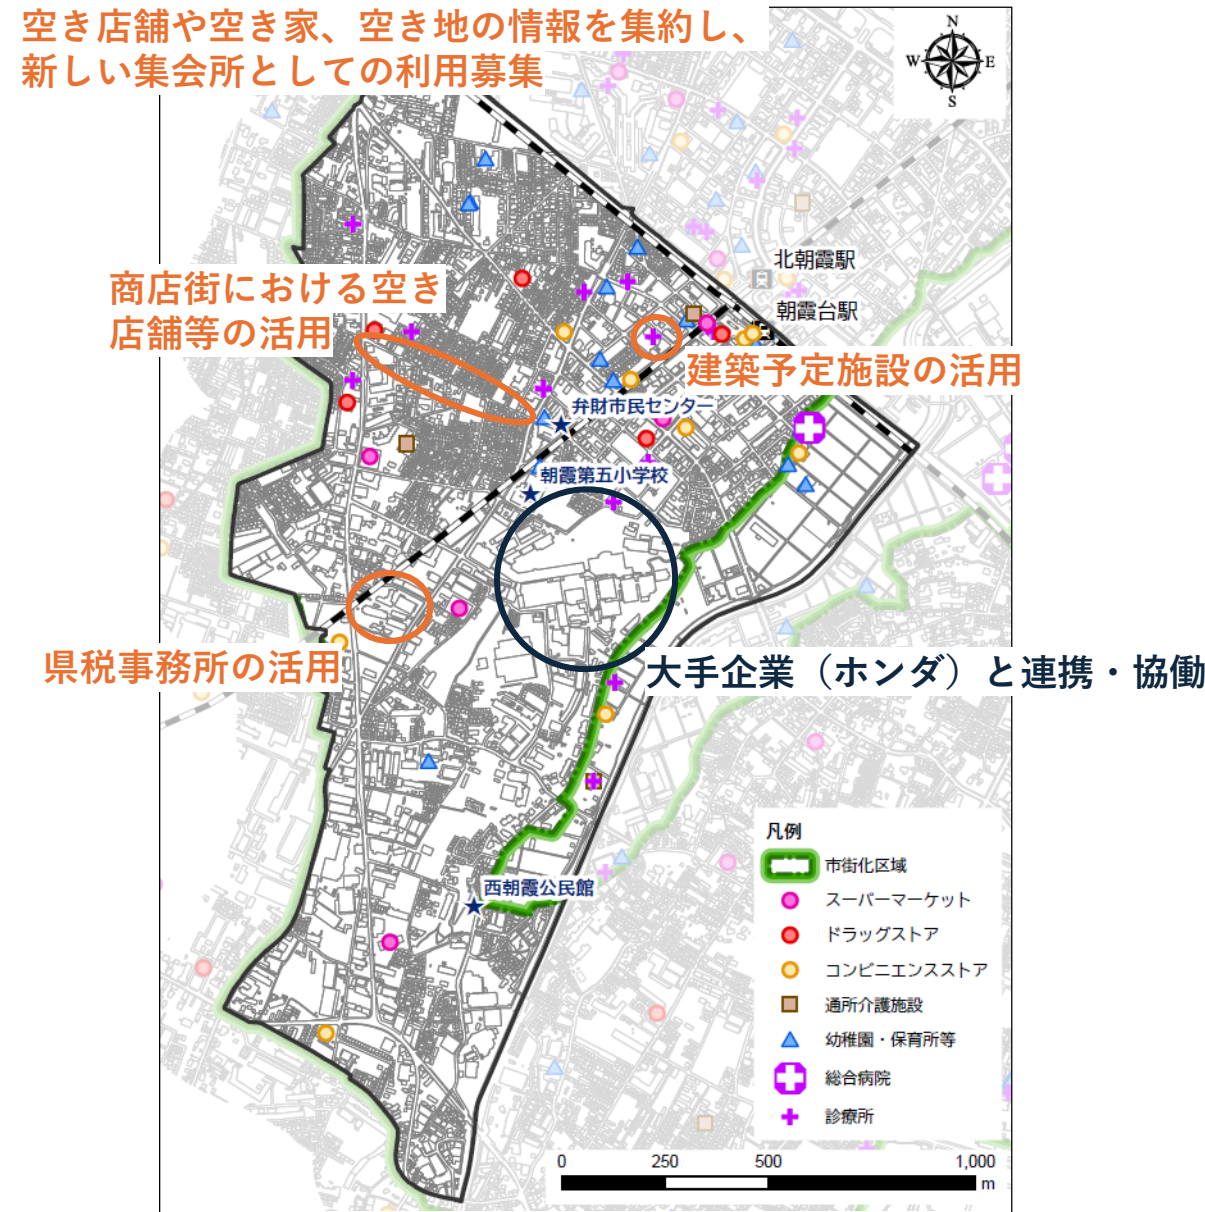 空き店舗や空き家、空き地の情報を集約し、
新しい集会所としての利用募集
N
W
E
S
北朝霞駅
朝霞台駅
商店街における空き
店舗等の活用
建築予定施設の活用
弁財市民センター
朝霞第五小学校
県税事務所の活用
大手企業（ホンダ）と連携・協働
西朝霞公民館
凡例
市街化区域
スーパーマーケット
ドラッグストア
コンビニエンスストア
通所介護施設
幼稚園・保育所等
総合病院
診療所
0 250 500 1,000
m